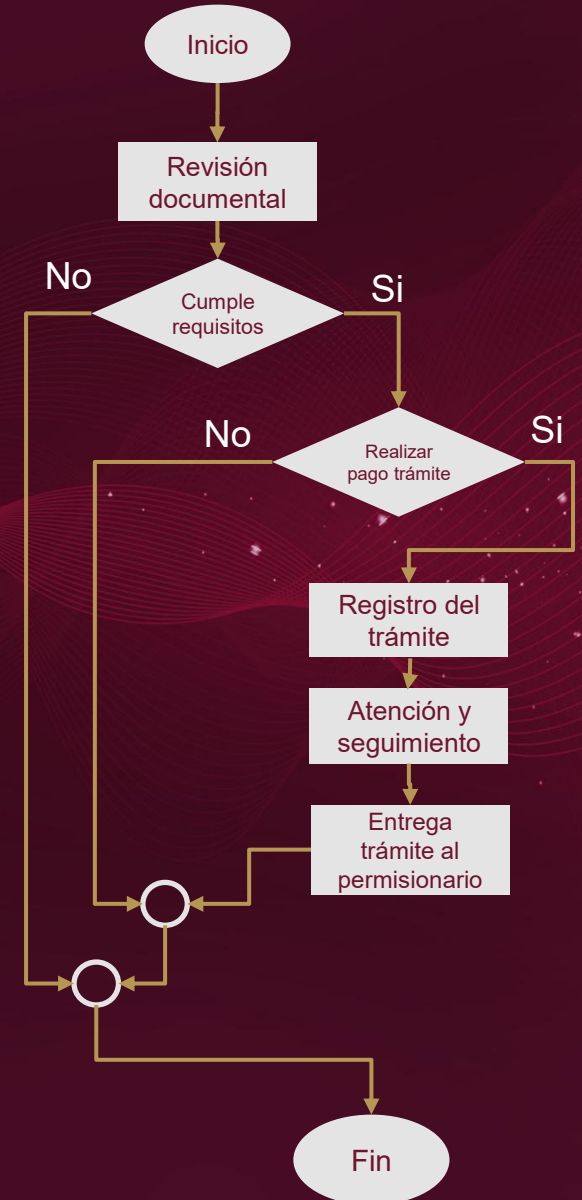 Inicio
Revisión
documental
No
Si
Cumple
requisitos
No
Si
Realizar
pago trámite
Registro del
trámite
Atención y
seguimiento
Entrega
trámite al
permisionario
Fin